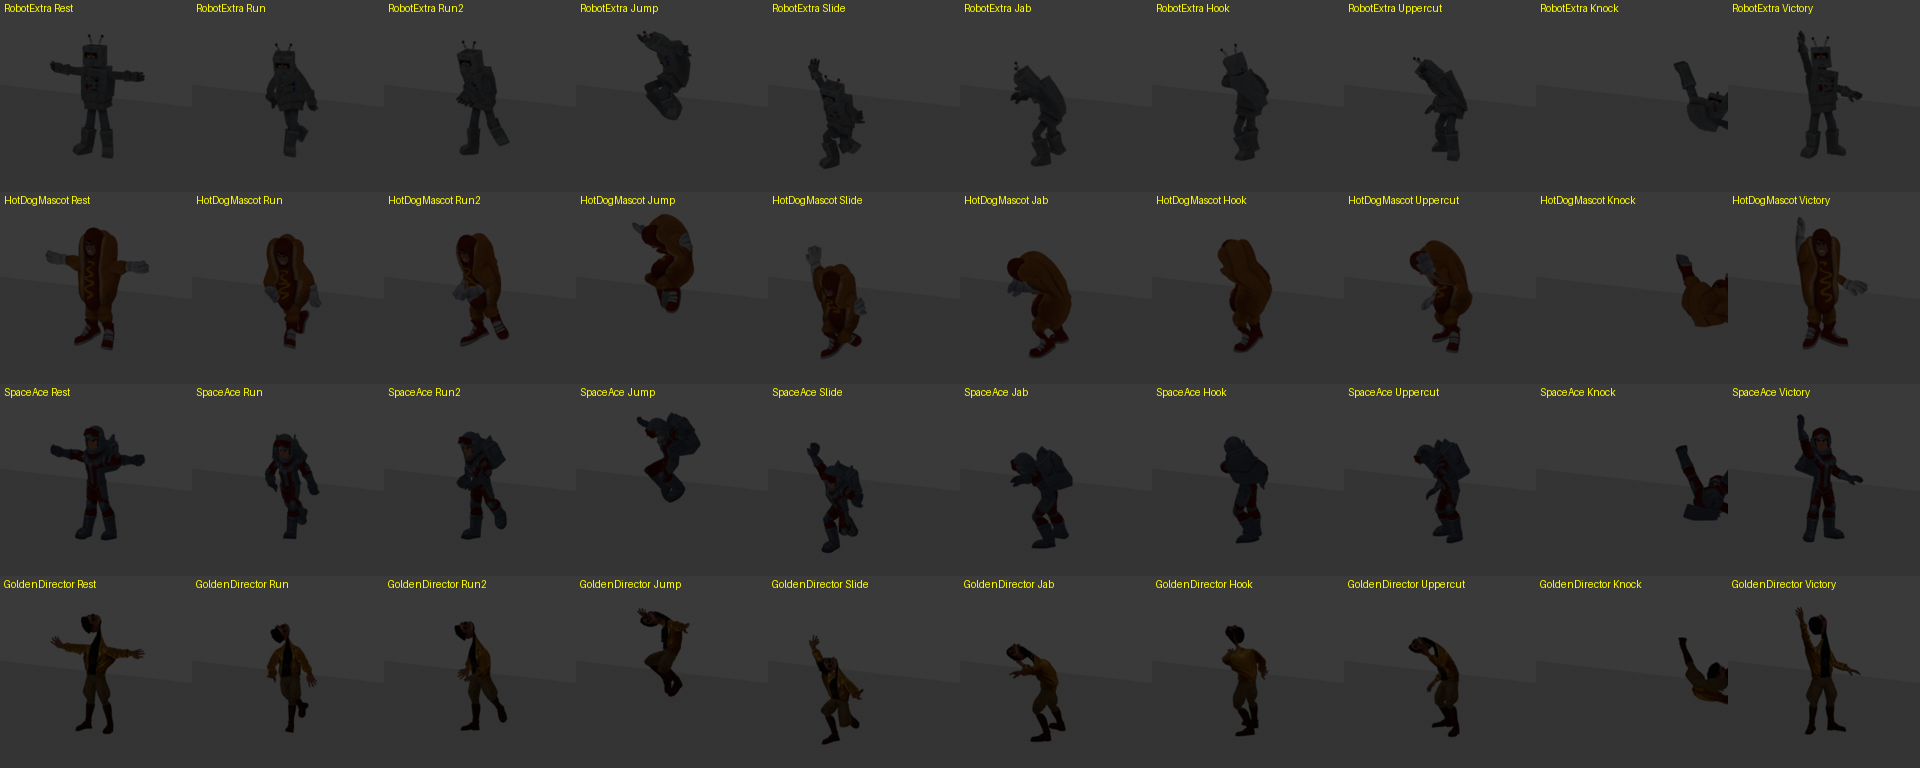 RobotExtra Rest
RobotExtra Run
RobotExtra Run2
RobotExtra Jump
RobotExtra Slide
RobotExtra Jab
RobotExtra Hook
RobotExtra Uppercut
RobotExtra Knock
RobotExtra Victory
HotDogMascot Rest
HotDogMascot Run
HotDogMascot Run2
HotDogMascot Jump
HotDogMascot Slide
HotDogMascot Jab
HotDogMascot Hook
HotDogMascot Uppercut
HotDogMascot Knock
HotDogMascot Victory
SpaceAce Rest
SpaceAce Run
SpaceAce Run2
SpaceAce Jump
SpaceAce Slide
SpaceAce Jab
SpaceAce Hook
SpaceAce Uppercut
SpaceAce Knock
SpaceAce Victory
GoldenDirector Rest
GoldenDirector Run
GoldenDirector Run2
GoldenDirector Jump
GoldenDirector Slide
GoldenDirector Jab
GoldenDirector Hook
GoldenDirector Uppercut
GoldenDirector Knock
GoldenDirector Victory